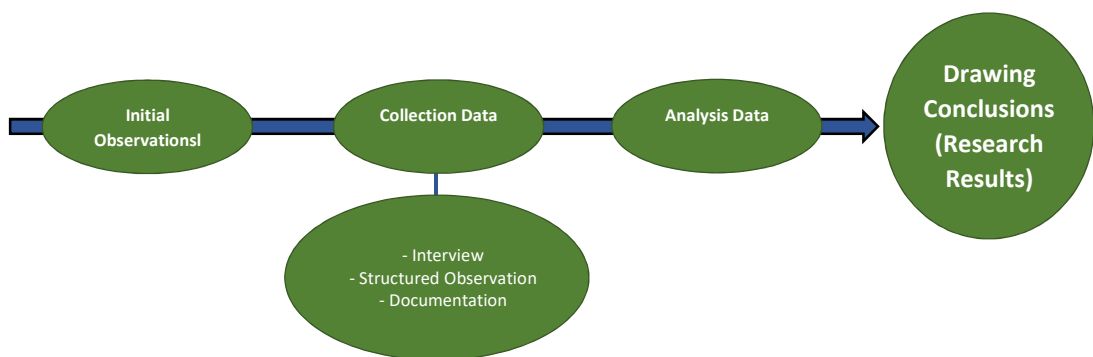 Initial
Observationsl
Collection Data
Analysis Data
Drawing
Conclusions
(Research
Results)
- Interview
- Structured Observation
- Documentation